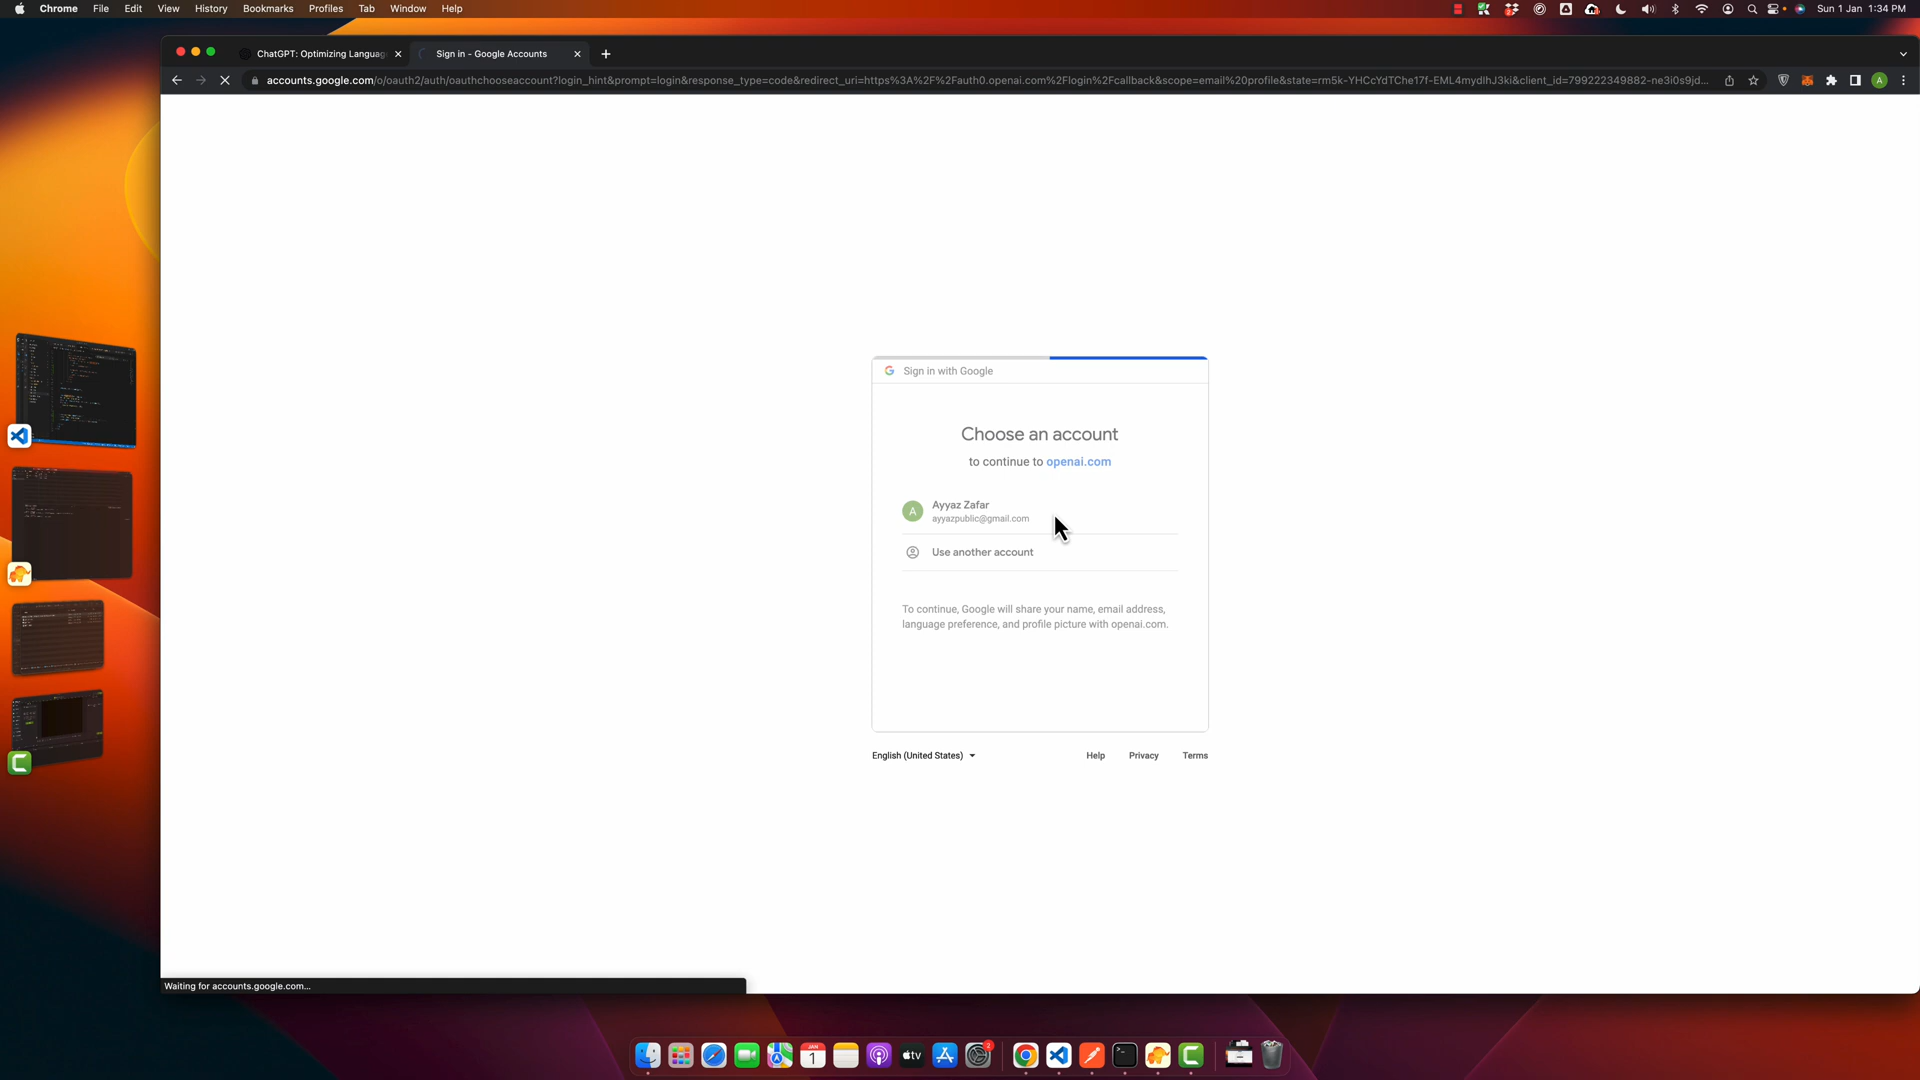 Chrome File Edit View History Bookmarks Profiles Tab Window Help
2
Sun 1 Jan 1:34 PM
ChatGPT: Optimizing Languag
Sign in - Google Accounts
accounts.google.com/o/oauth2/auth/oauthchooseaccount?login_hint&prompt=login&response_type=code&redirect_uri=https%3A%2F%2Fauth0.openai.com%2Flogin%2Fcallback&scope=email%20profile&state=rm5k-YHCcYdTChe17f-EML4mydlhJ3ki&client_id=799222349882-ne3i0s9jd...
A
Sign in with Google
Choose an account
to continue to openai.com
A
Ayyaz Zafar
ayyazpublic@gmail.com
Use another account
To continue, Google will share your name, email address,
language preference, and profile picture with openai.com.
English (United States) Help Privacy Terms
Waiting for accounts.google.com...
JAN
1
tv
2